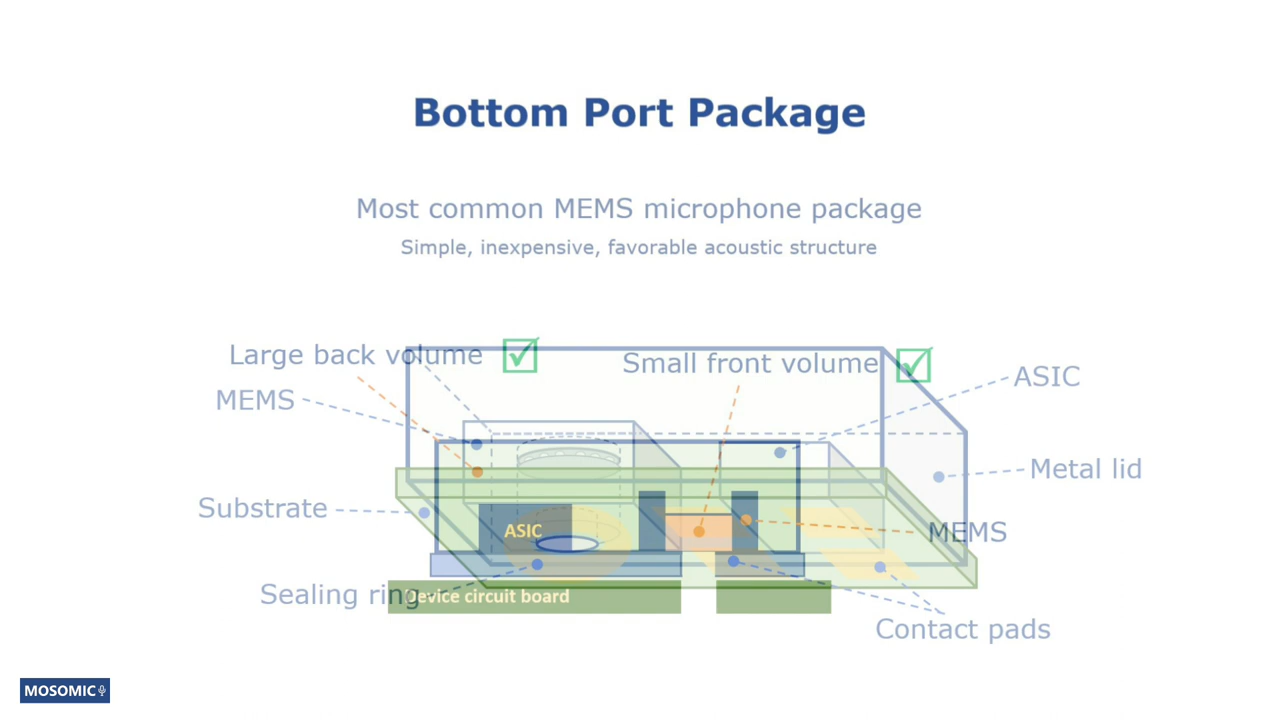 Bottom Port Package
Most common MEMS microphone package
Simple, inexpensive, favorable acoustic structure
Large back volume
Small front volume
ASIC
MEMS
Metal lid
Substrate
ASIC
MEMS
Sealing ring
Device circuit board
Contact pads
MOSOMIC